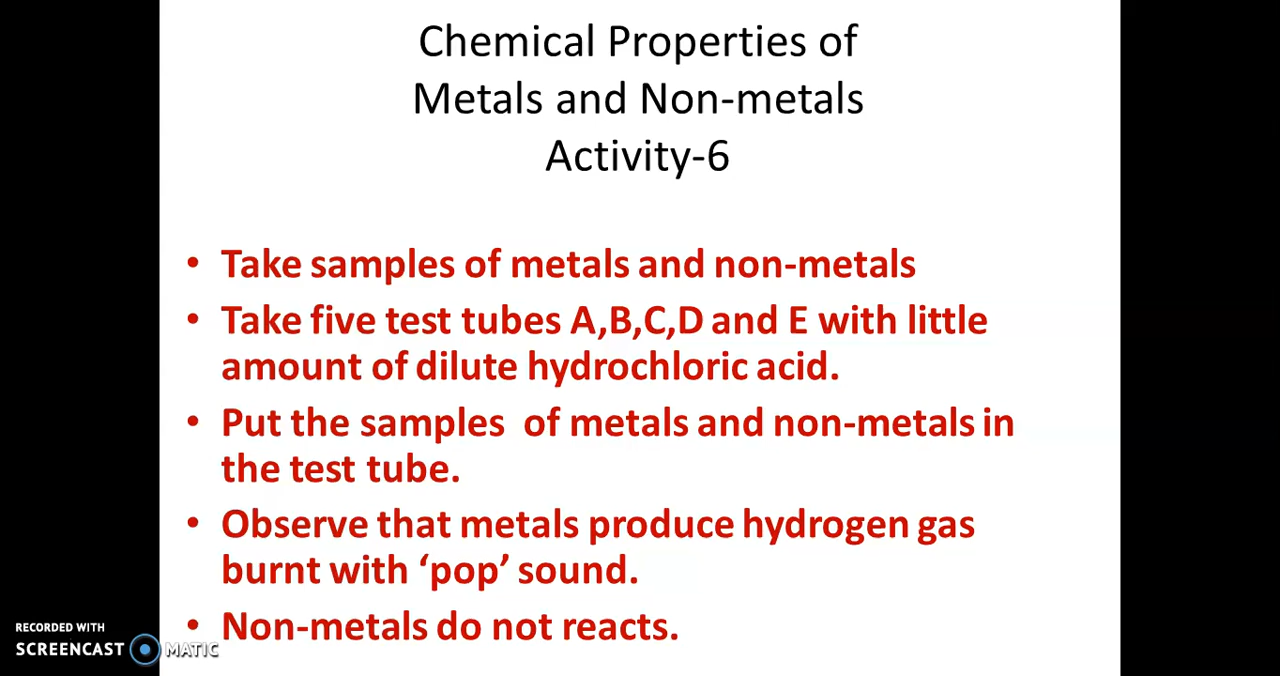 Chemical Properties of
Metals and Non-metals
Activity-6
• Take samples of metals and non-metals
• Take five test tubes A,B,C,D and E with little
amount of dilute hydrochloric acid.
• Put the samples of metals and non-metals in
the test tube.
• Observe that metals produce hydrogen gas
burnt with ‘pop’ sound.
• Non-metals do not reacts.
RECORDED WITH
SCREENCAST MATIC